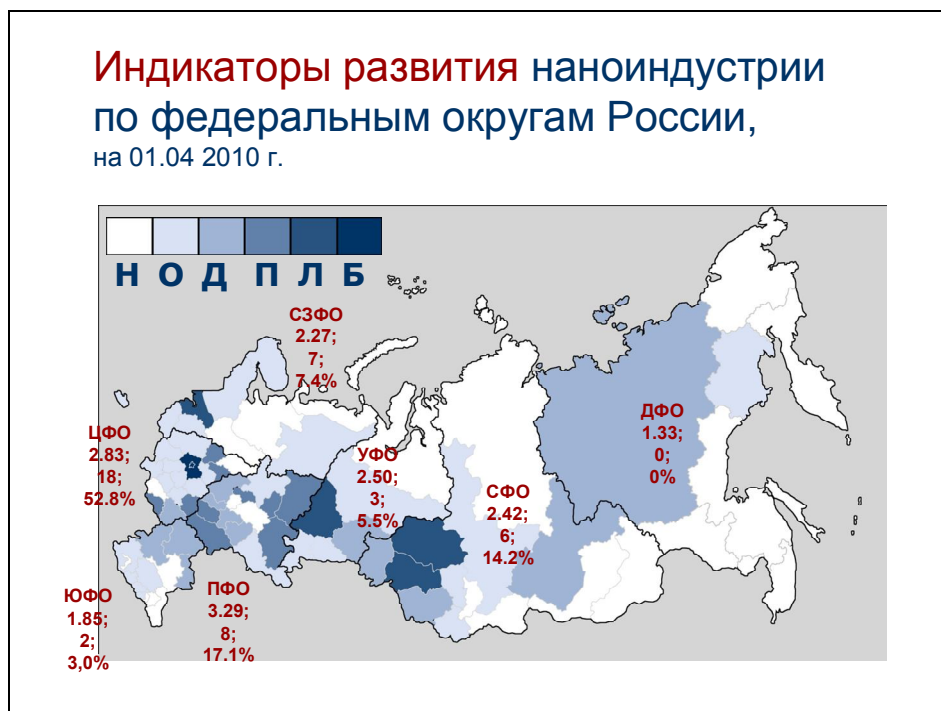 Индикаторы развития наноиндустрии
по федеральным округам России,
на 01.04 2010 г.
Н О Д П Л Б
СЗФО
2.27;
7;
7.4%
ЦФО
2.83;
18;
52.8%
УФО
2.50;
3;
5.5%
СФО
2.42;
6;
14.2%
ДФО
1.33;
0;
0%
ЮФО
1.85;
2;
3,0%
ПФО
3.29;
8;
17.1%